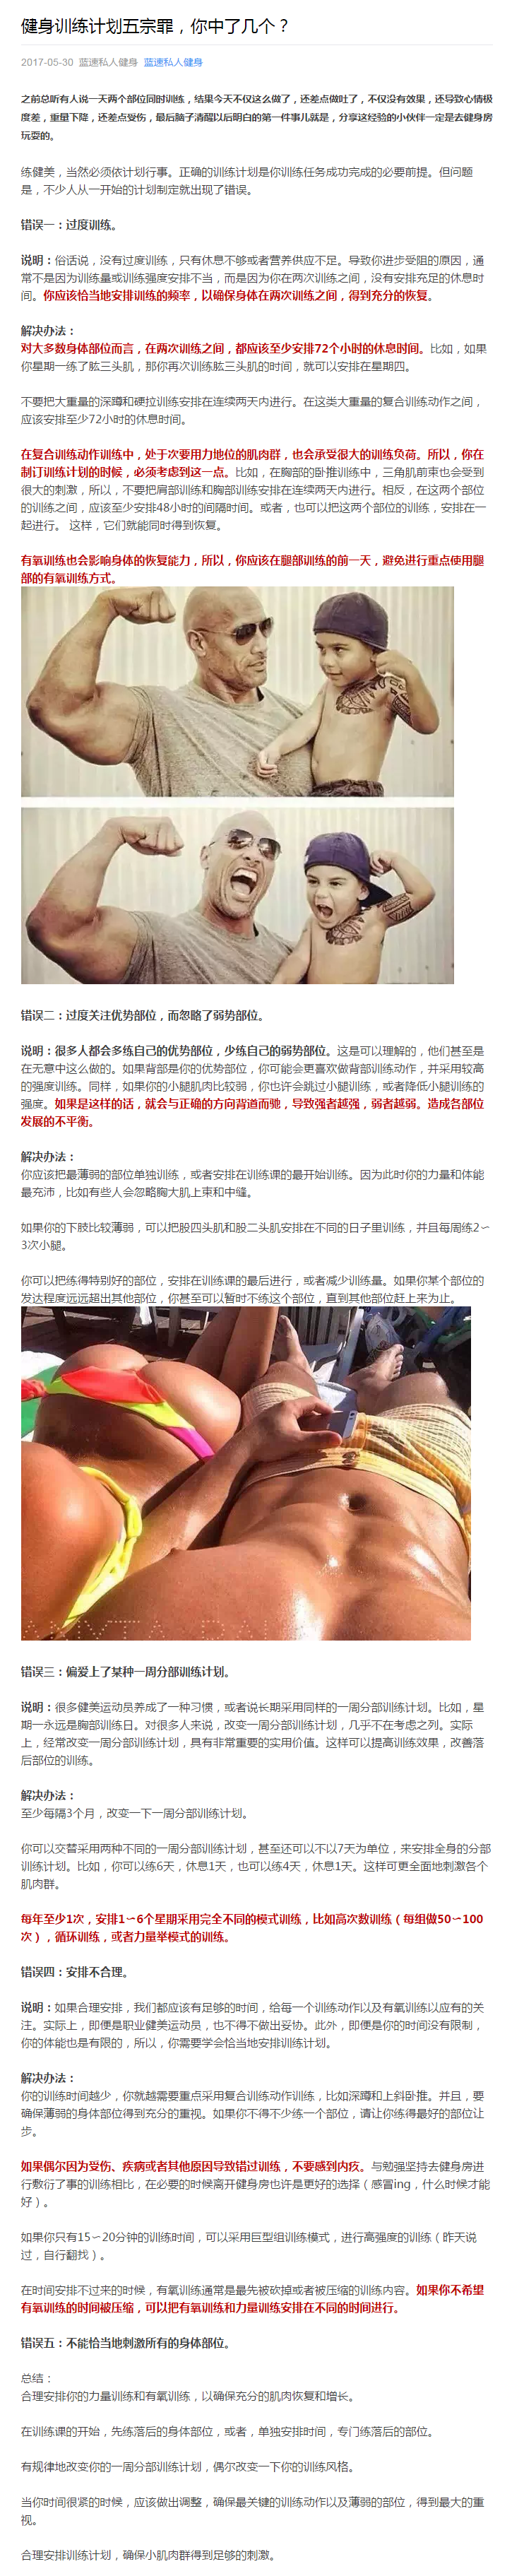 健身训练计划五宗罪，你中了几个？
2017-05-30 蓝速私人健身 蓝速私人健身
之前总听有人说一天两个部位同时训练，结果今天不仅这么做了，还差点做吐了，不仅没有效果，还导致心情极
度差，重量下降，还差点受伤，最后脑子清醒以后明白的第一件事儿就是，分享这经验的小伙伴一定是去健身房
玩耍的。
练健美，当然必须依计划行事。正确的训练计划是你训练任务成功完成的必要前提。但问题
是，不少人从一开始的计划制定就出现了错误。
错误一：过度训练。
说明：俗话说，没有过度训练，只有休息不够或者营养供应不足。导致你进步受阻的原因，通
常不是因为训练量或训练强度安排不当，而是因为你在两次训练之间，没有安排充足的休息时
间。你应该恰当地安排训练的频率，以确保身体在两次训练之间，得到充分的恢复。
解决办法：
对大多数身体部位而言，在两次训练之间，都应该至少安排72个小时的休息时间。比如，如果
你星期一练了肱三头肌，那你再次训练肱三头肌的时间，就可以安排在星期四。
不要把大重量的深蹲和硬拉训练安排在连续两天内进行。在这类大重量的复合训练动作之间，
应该安排至少72小时的休息时间。
在复合训练动作训练中，处于次要用力地位的肌肉群，也会承受很大的训练负荷。所以，你在
制订训练计划的时候，必须考虑到这一点。比如，在胸部的卧推训练中，三角肌前束也会受到
很大的刺激，所以，不要把肩部训练和胸部训练安排在连续两天内进行。相反，在这两个部位
的训练之间，应该至少安排48小时的间隔时间。或者，也可以把这两个部位的训练，安排在一
起进行。 这样，它们就能同时得到恢复。
有氧训练也会影响身体的恢复能力，所以，你应该在腿部训练的前一天，避免进行重点使用腿
部的有氧训练方式。
错误二：过度关注优势部位，而忽略了弱势部位。
说明：很多人都会多练自己的优势部位，少练自己的弱势部位。这是可以理解的，他们甚至是
在无意中这么做的。如果背部是你的优势部位，你可能会更喜欢做背部训练动作，并采用较高
的强度训练。同样，如果你的小腿肌肉比较弱，你也许会跳过小腿训练，或者降低小腿训练的
强度。如果是这样的话，就会与正确的方向背道而驰，导致强者越强，弱者越弱。造成各部位
发展的不平衡。
解决办法：
你应该把最薄弱的部位单独训练，或者安排在训练课的最开始训练。因为此时你的力量和体能
最充沛，比如有些人会忽略胸大肌上束和中缝。
如果你的下肢比较薄弱，可以把股四头肌和股二头肌安排在不同的日子里训练，并且每周练2～
3次小腿。
你可以把练得特别好的部位，安排在训练课的最后进行，或者减少训练量。如果你某个部位的
发达程度远远超出其他部位，你甚至可以暂时不练这个部位，直到其他部位赶上来为止。
错误三：偏爱上了某种一周分部训练计划。
说明：很多健美运动员养成了一种习惯，或者说长期采用同样的一周分部训练计划。比如，星
期一永远是胸部训练日。对很多人来说，改变一周分部训练计划，几乎不在考虑之列。实际
上，经常改变一周分部训练计划，具有非常重要的实用价值。这样可以提高训练效果，改善落
后部位的训练。
解决办法：
至少每隔3个月，改变一下一周分部训练计划。
你可以交替采用两种不同的一周分部训练计划，甚至还可以不以7天为单位，来安排全身的分部
训练计划。比如，你可以练6天，休息1天，也可以练4天，休息1天。这样可更全面地刺激各个
肌肉群。
每年至少1次，安排1～6个星期采用完全不同的模式训练，比如高次数训练（每组做50～100
次），循环训练，或者力量举模式的训练。
错误四：安排不合理。
说明：如果合理安排，我们都应该有足够的时间，给每一个训练动作以及有氧训练以应有的关
注。实际上，即便是职业健美运动员，也不得不做出妥协。此外，即便是你的时间没有限制，
你的体能也是有限的，所以，你需要学会恰当地安排训练计划。
解决办法：
你的训练时间越少，你就越需要重点采用复合训练动作训练，比如深蹲和上斜卧推。并且，要
确保薄弱的身体部位得到充分的重视。如果你不得不少练一个部位，请让你练得最好的部位让
步。
如果偶尔因为受伤、疾病或者其他原因导致错过训练，不要感到内疚。与勉强坚持去健身房进
行敷衍了事的训练相比，在必要的时候离开健身房也许是更好的选择（感冒ing，什么时候才能
好）。
如果你只有15～20分钟的训练时间，可以采用巨型组训练模式，进行高强度的训练（昨天说
过，自行翻找）。
在时间安排不过来的时候，有氧训练通常是最先被砍掉或者被压缩的训练内容。如果你不希望
有氧训练的时间被压缩，可以把有氧训练和力量训练安排在不同的时间进行。
错误五：不能恰当地刺激所有的身体部位。
总结：
合理安排你的力量训练和有氧训练，以确保充分的肌肉恢复和增长。
在训练课的开始，先练落后的身体部位，或者，单独安排时间，专门练落后的部位。
有规律地改变你的一周分部训练计划，偶尔改变一下你的训练风格。
当你时间很紧的时候，应该做出调整，确保最关键的训练动作以及薄弱的部位，得到最大的重
视。
合理安排训练计划，确保小肌肉群得到足够的刺激。